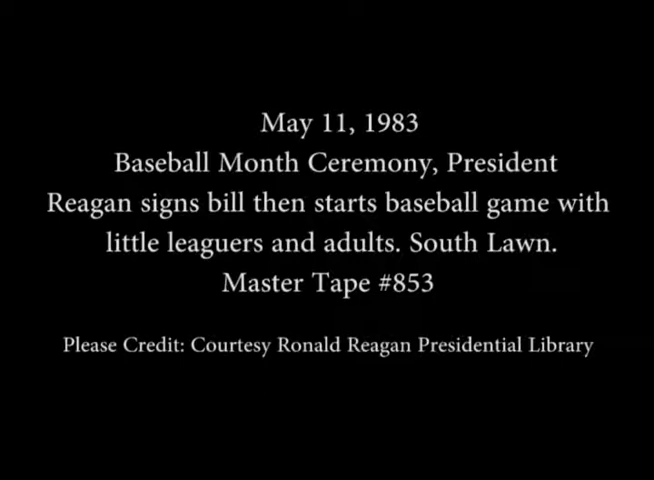 May 11, 1983
Baseball Month Ceremony, President
Reagan signs bill then starts baseball game with
little leaguers and adults. South Lawn.
Master Tape #853
Please Credit: Courtesy Ronald Reagan Presidential Library